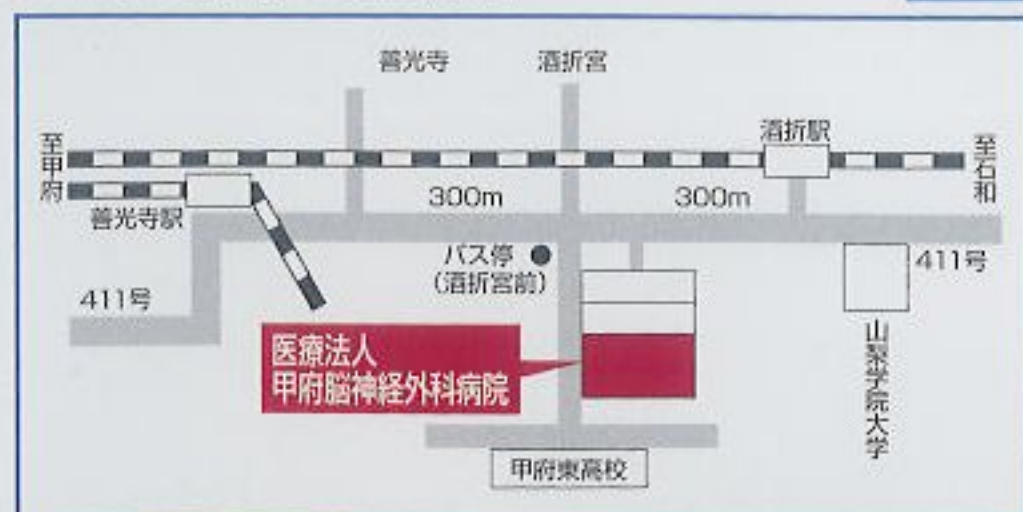 善光寺
酒折宮
至甲府
酒折駅
至石和
善光寺駅
300m
300m
バス停
(酒折宮前)
411号
411号
医療法人
甲府脳神経外科病院
山梨学院大学
甲府東高校